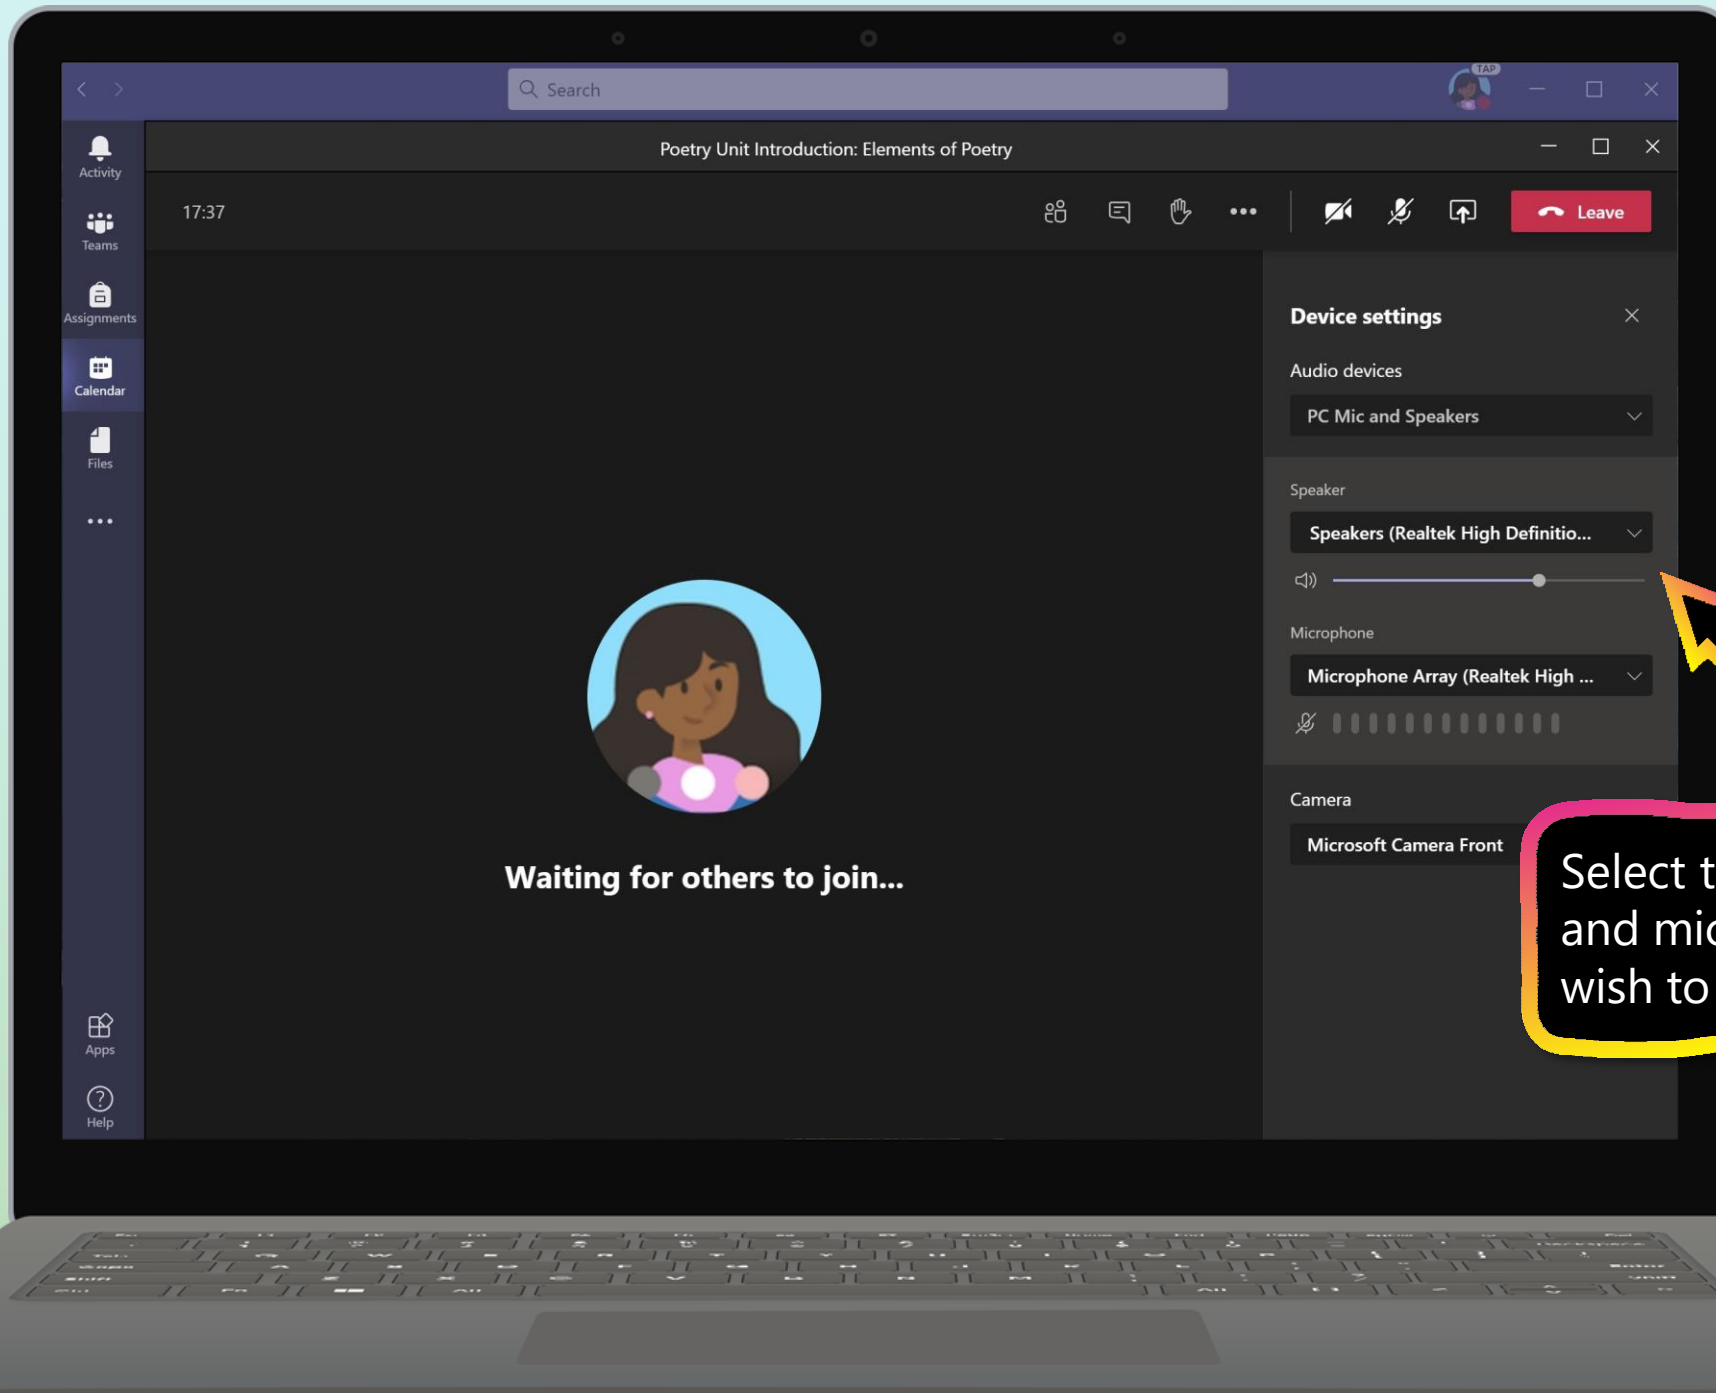 Search
TAP
Activity
Poetry Unit Introduction: Elements of Poetry
17:37
Leave
Teams
Assignments
Calendar
Files
Apps
Help
Device settings
Audio devices
PC Mic and Speakers
Speaker
Speakers (Realtek High Definitio...
Microphone
Microphone Array (Realtek High ...
Camera
Microsoft Camera Front
Waiting for others to join...
Select t
and mic
wish to